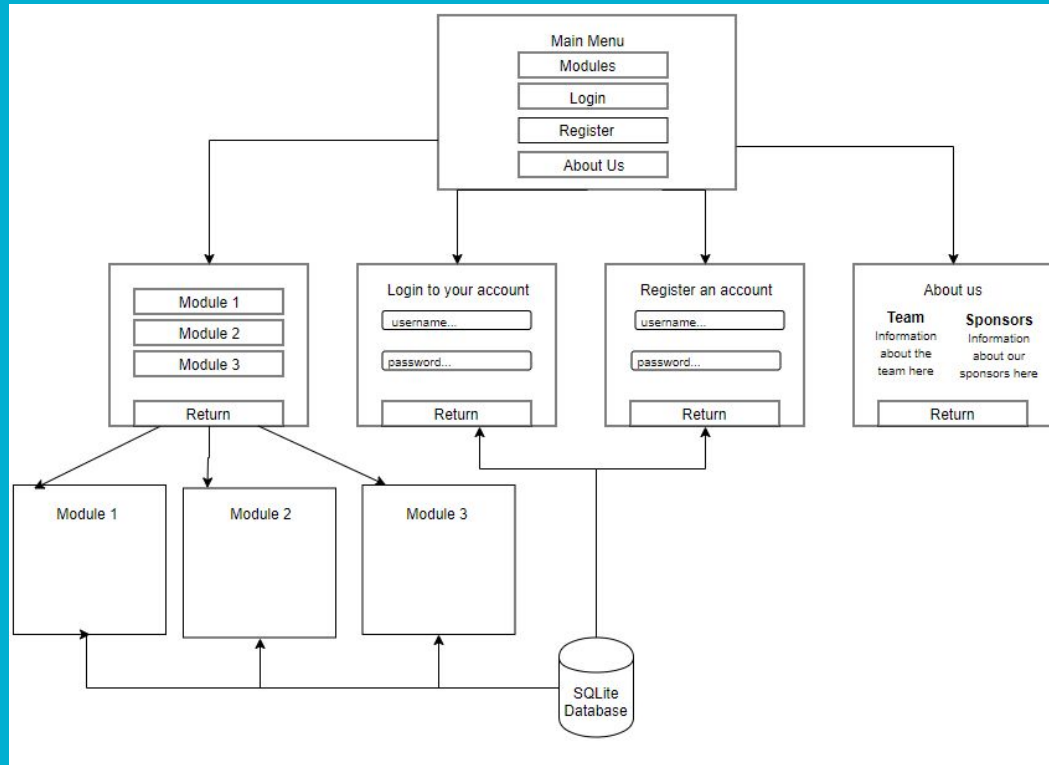 Main Menu
Modules
Login
Register
About Us
Module 1
Module 2
Module 3
Return
Login to your account
username...
password...
Return
Register an account
username...
password...
Return
About us
Team
Information
about the
team here
Sponsors
Information
about our
sponsors here
Return
Module 1
Module 2
Module 3
SQLite
Database